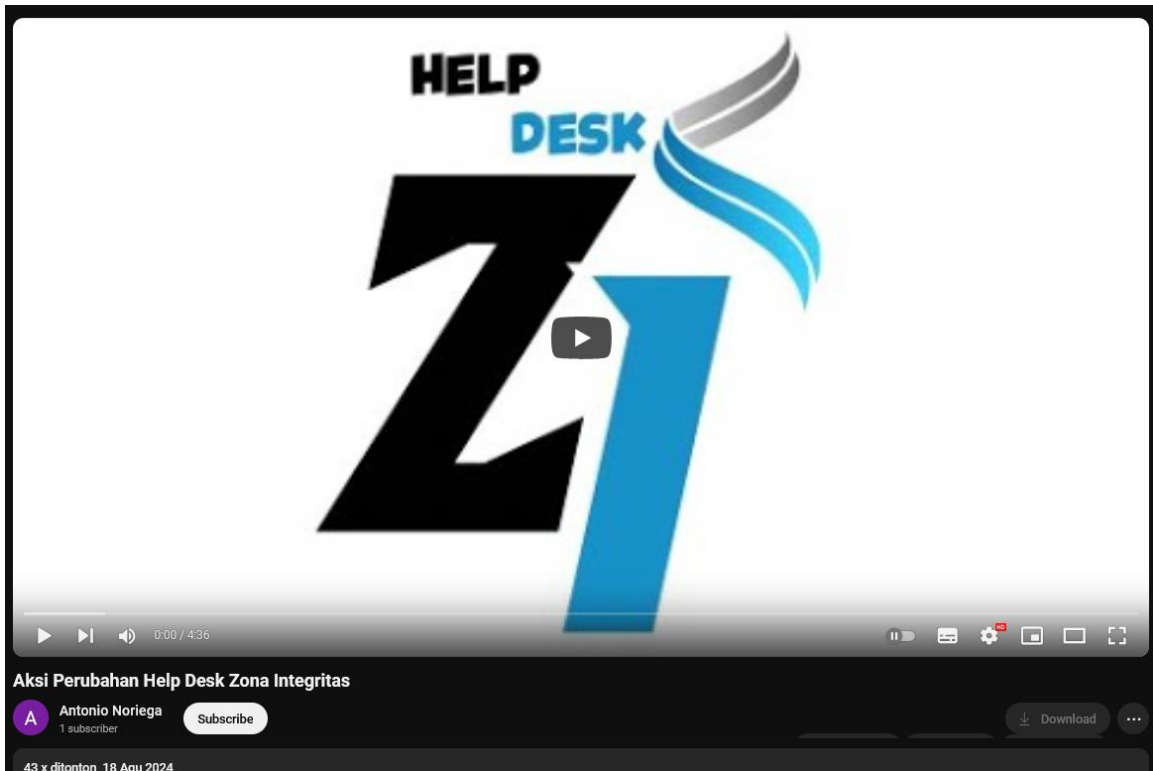 HELP
DESK
ZI
0:00 / 4:36
HD
Aksi Perubahan Help Desk Zona Integritas
A
Antonio Noriega
1 subscriber
Subscribe
Download
43 x ditonton 18 Agu 2024